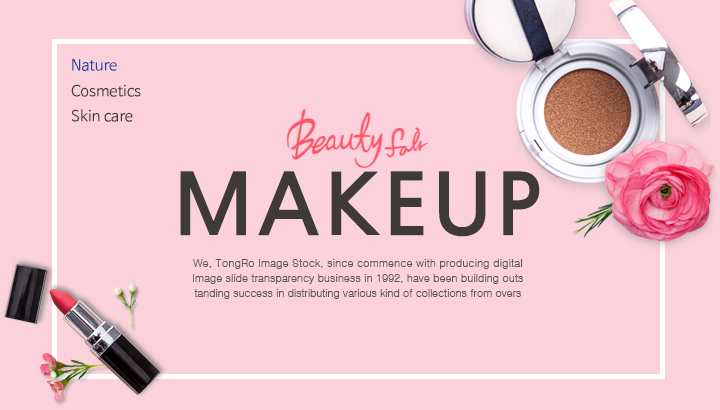 Nature
Cosmetics
Skin care
Beauty fair
MAKEUP
We, TongRo Image Stock, since commence with producing digital
Image slide transparency business in 1992, have been building outs
tanding success in distributing various kind of collections from overs